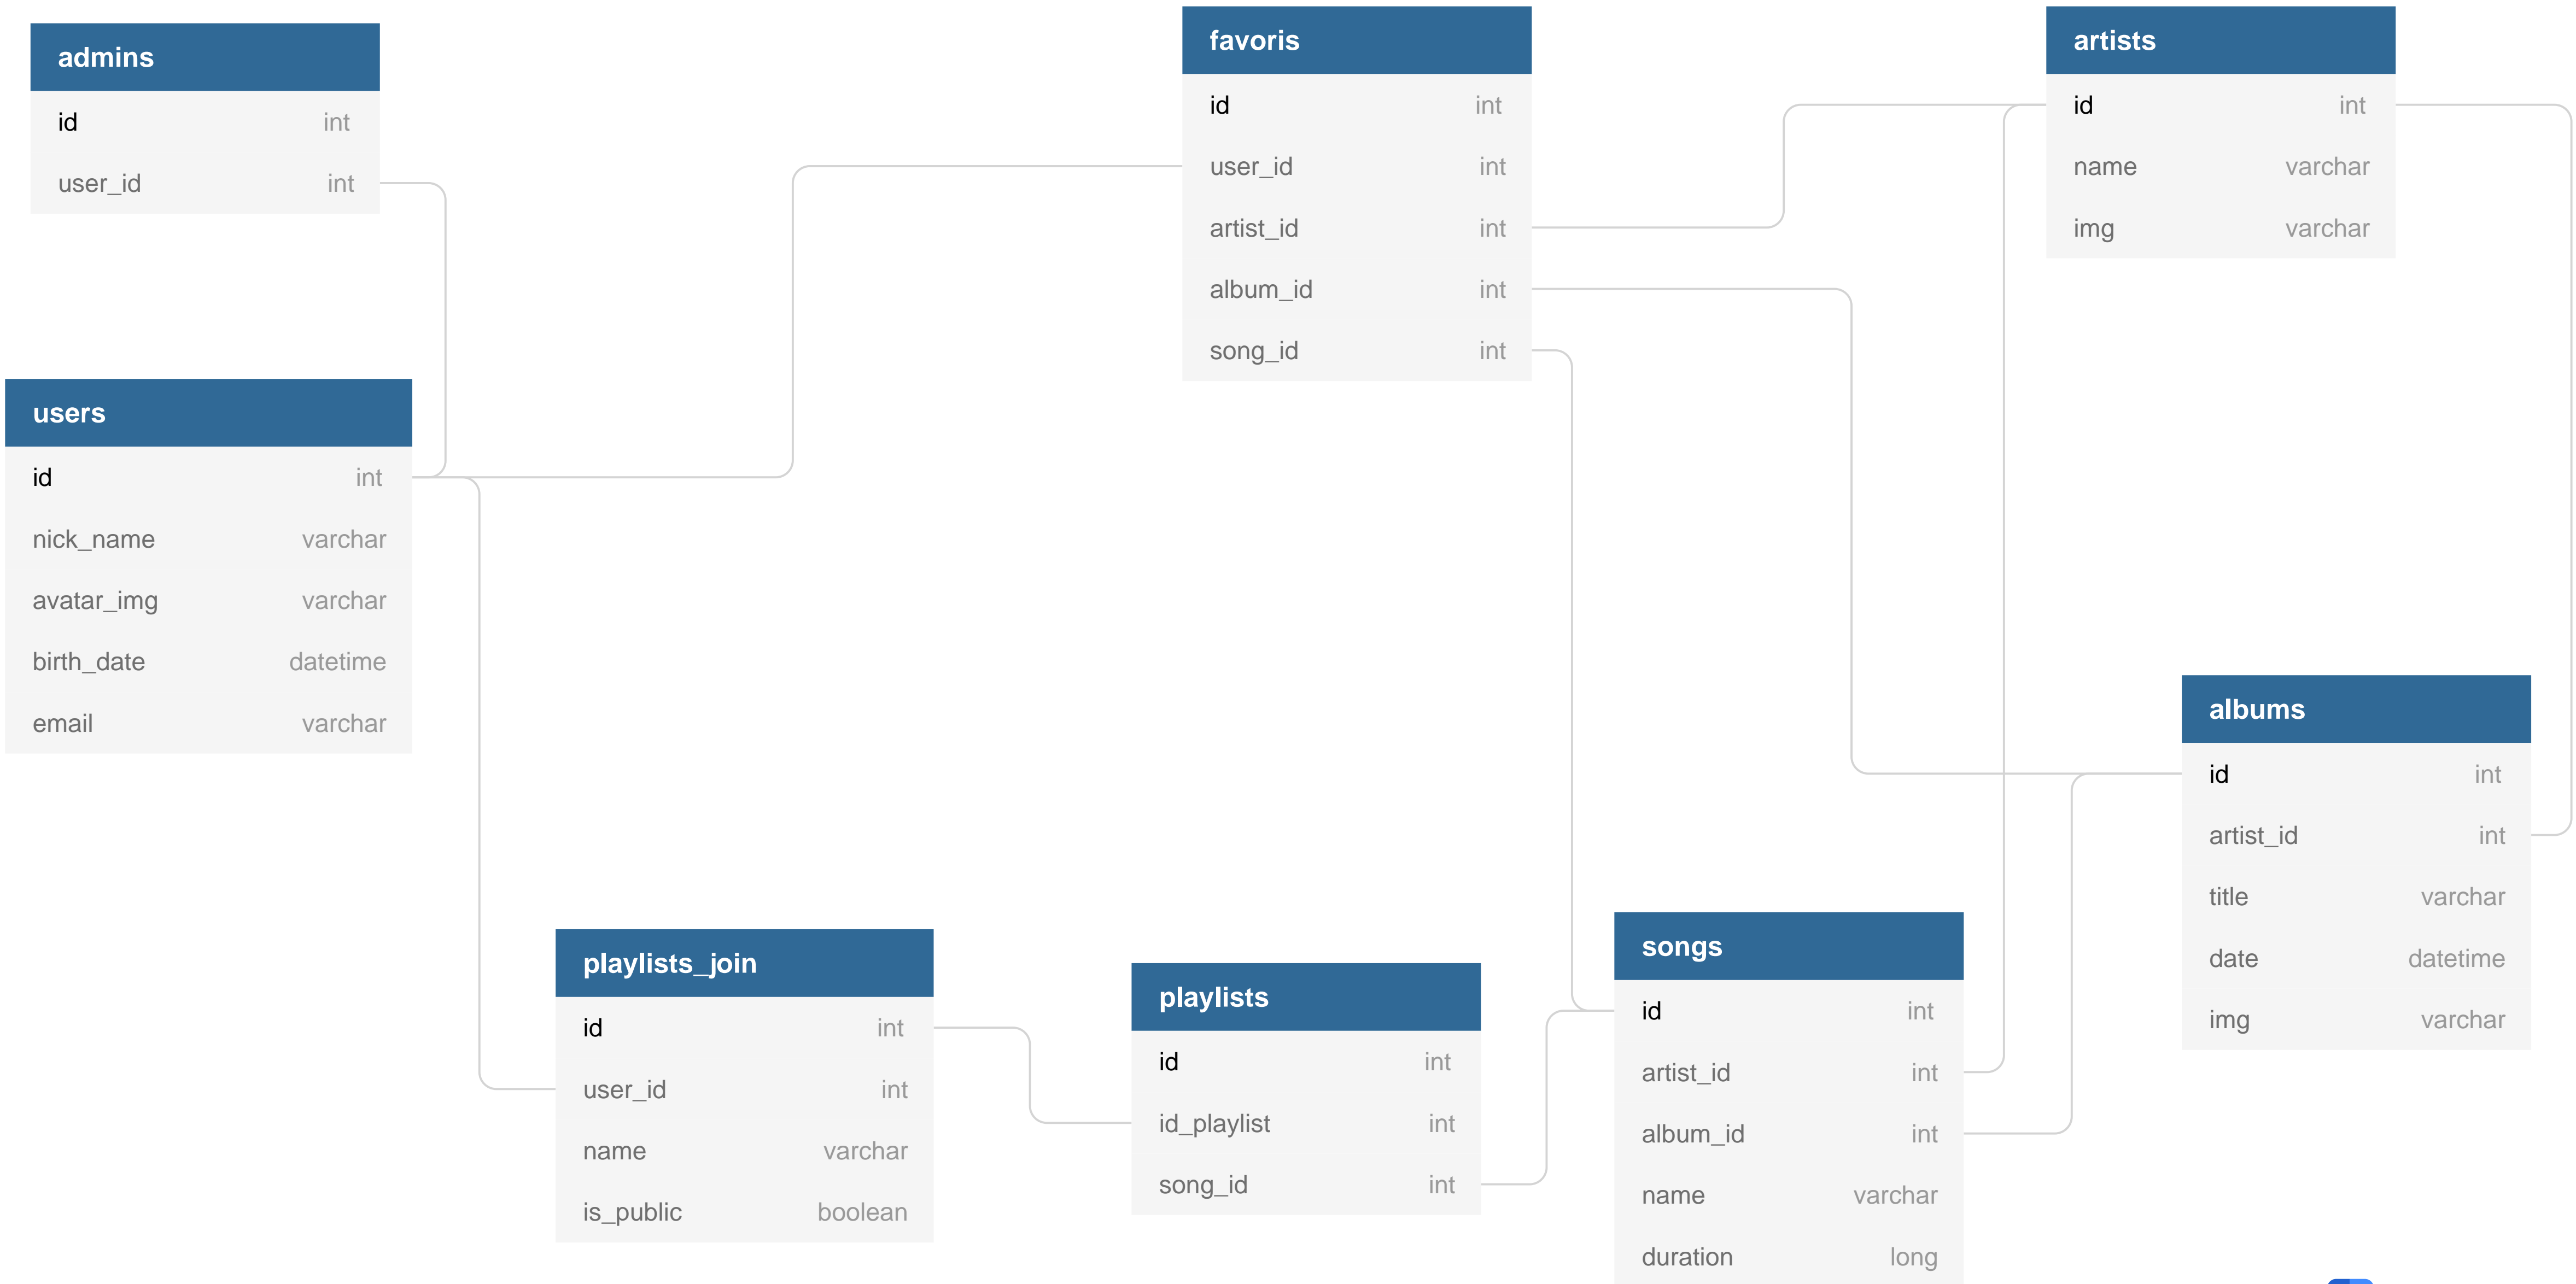 admins
id int
user_id int
users
id int
nick_name varchar
avatar_img varchar
birth_date datetime
email varchar
favoris
id int
user_id int
artist_id int
album_id int
song_id int
artists
id int
name varchar
img varchar
albums
id int
artist_id int
title varchar
date datetime
img varchar
playlists_join
id int
user_id int
name varchar
is_public boolean
playlists
id int
id_playlist int
song_id int
songs
id int
artist_id int
album_id int
name varchar
duration long